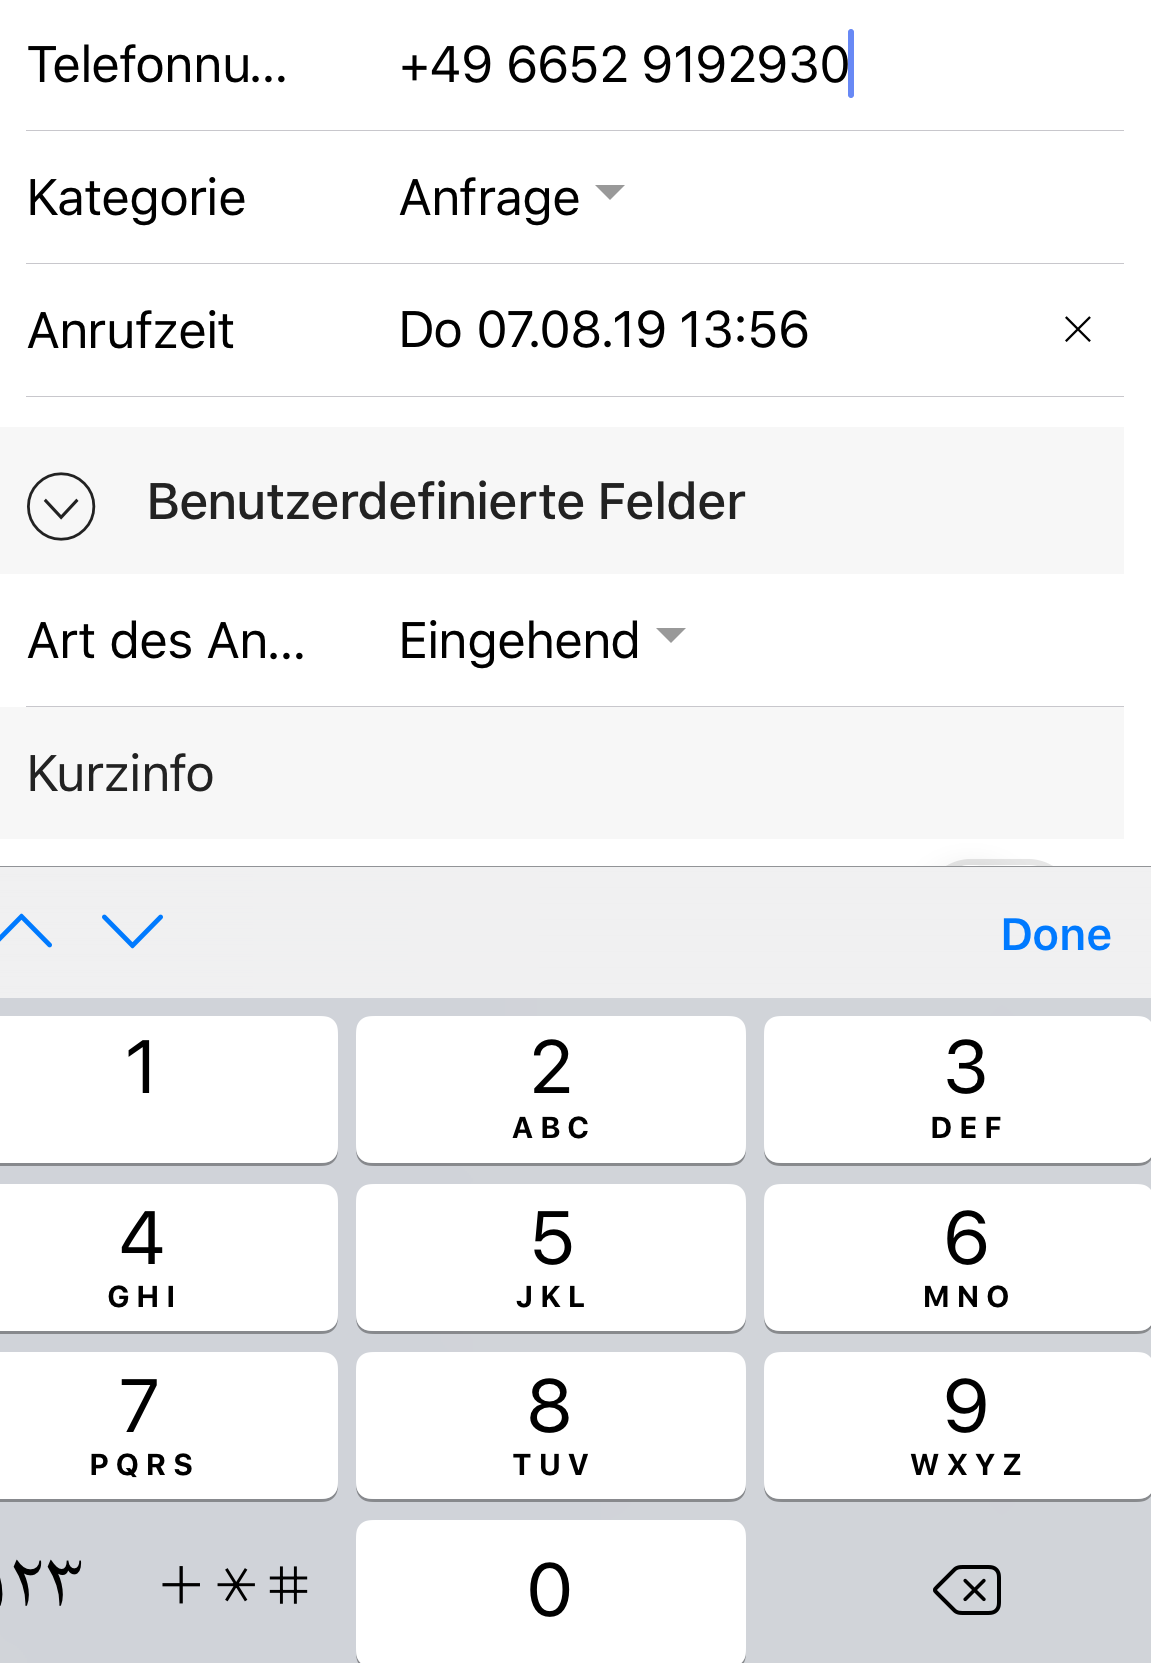 Telefonnu... +49 6652 9192930
Kategorie Anfrage
Anrufzeit Do 07.08.19 13:56
Benutzerdefinierte Felder
Art des An... Eingehend
Kurzinfo
Done
1 2 3
ABC DEF
4 5 6
GHI JKL MNO
7 8 9
PQRS TUV WXYZ
۱۲۳ +*# 0